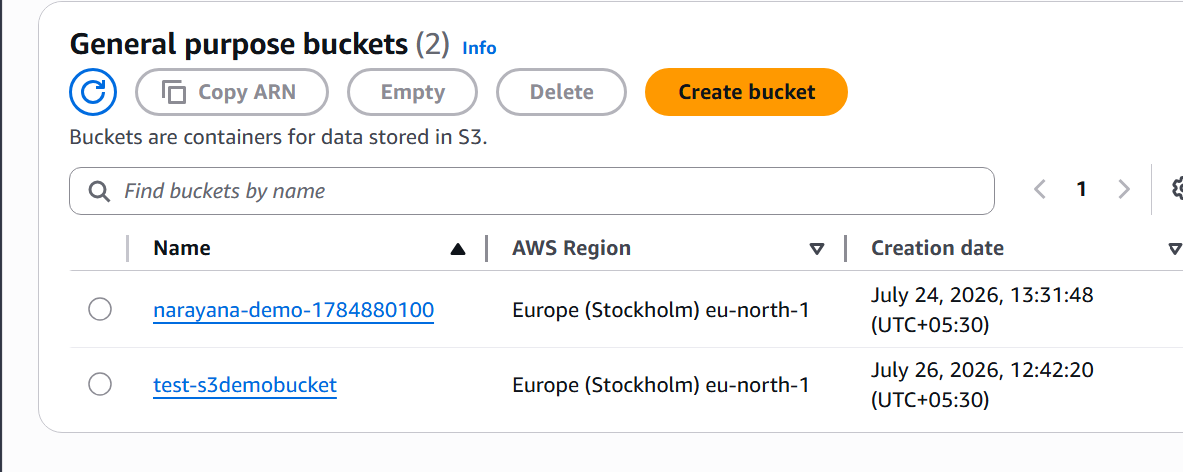 General purpose buckets (2) Info
Copy ARN Empty Delete Create bucket
Buckets are containers for data stored in S3.
Find buckets by name 1
Name AWS Region Creation date
narayana-demo-1784880100 Europe (Stockholm) eu-north-1 July 24, 2026, 13:31:48
(UTC+05:30)
test-s3demobucket Europe (Stockholm) eu-north-1 July 26, 2026, 12:42:20
(UTC+05:30)